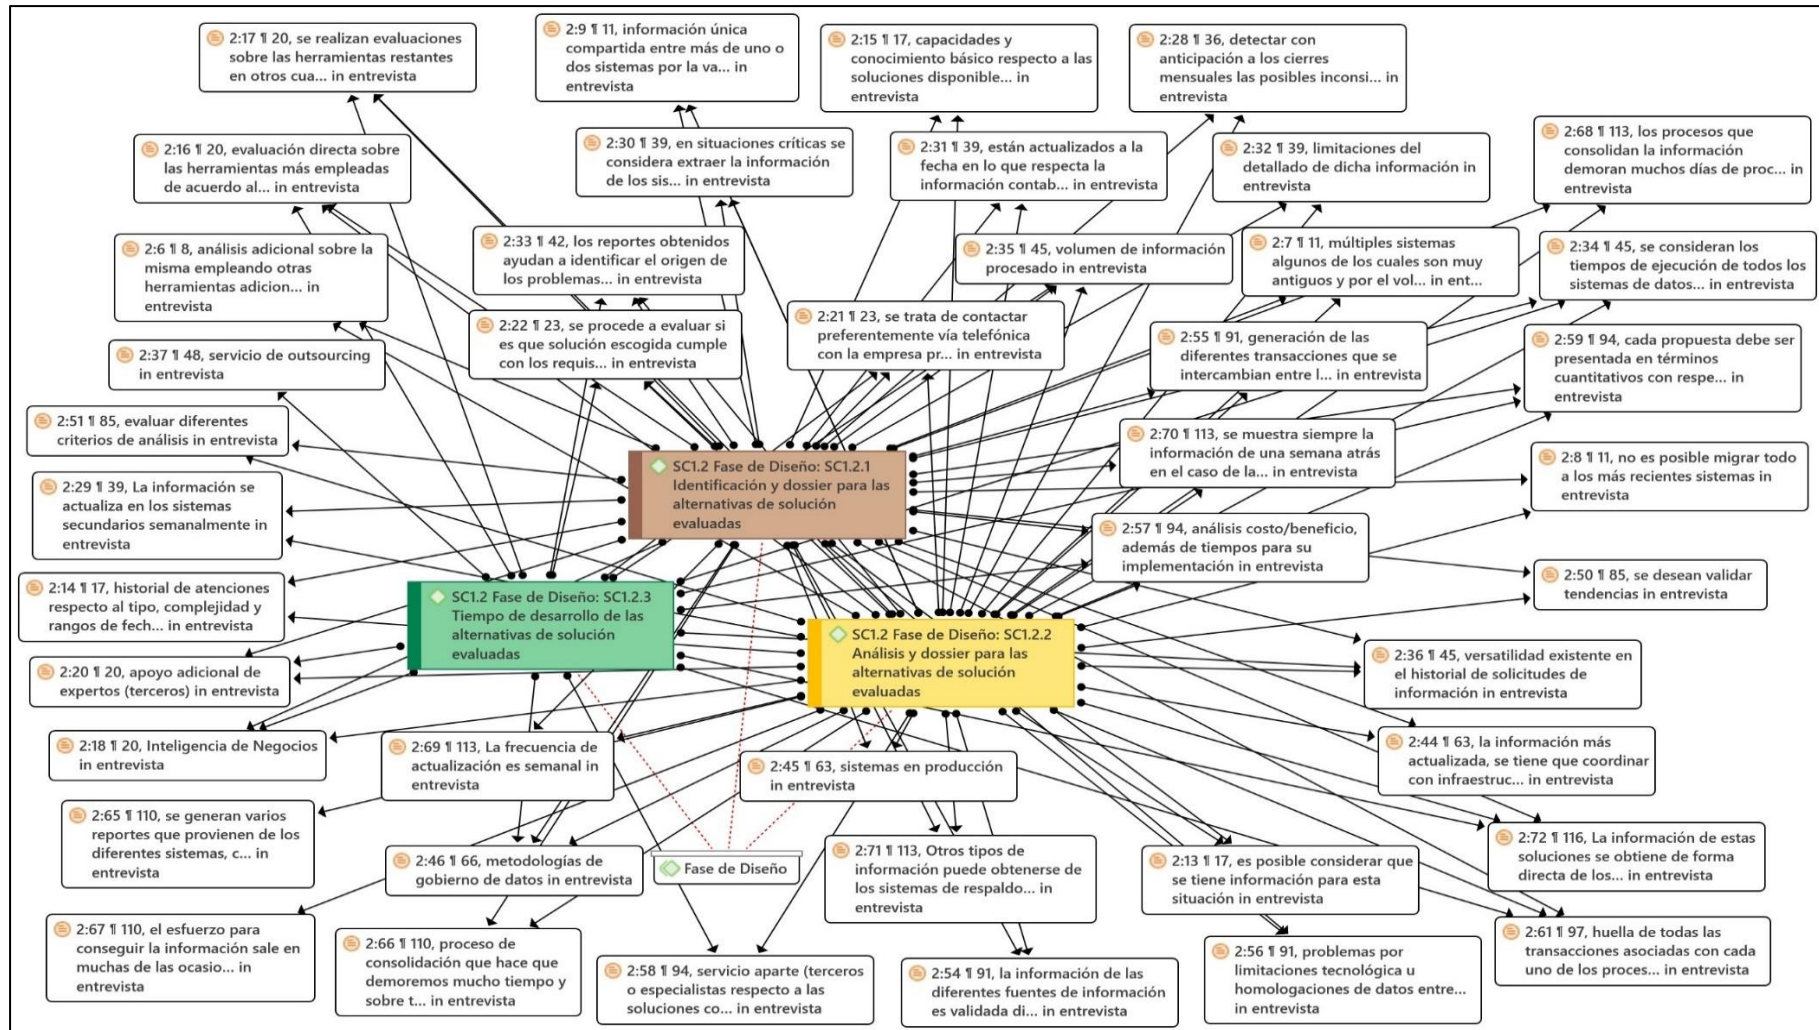 2:17 ¶ 20, se realizan evaluaciones
sobre las herramientas restantes
en otros cua... in entrevista
2:9 ¶ 11, información única
compartida entre más de uno o
dos sistemas por la va... in
entrevista
2:15 ¶ 17, capacidades y
conocimiento básico respecto a las
soluciones disponible... in
entrevista
2:28 ¶ 36, detectar con
anticipación a los cierres
mensuales las posibles inconsi... in
entrevista
2:16 ¶ 20, evaluación directa sobre
las herramientas más empleadas
de acuerdo al... in entrevista
2:30 ¶ 39, en situaciones críticas se
considera extraer la información
de los sis... in entrevista
2:31 ¶ 39, están actualizados a la
fecha en lo que respecta la
información contab... in entrevista
2:32 ¶ 39, limitaciones del
detallado de dicha información in
entrevista
2:68 ¶ 113, los procesos que
consolidan la información
demoran muchos días de proc... in
entrevista
2:6 ¶ 8, análisis adicional sobre la
misma empleando otras
herramientas adicion... in
entrevista
2:33 ¶ 42, los reportes obtenidos
ayudan a identificar el origen de
los problemas... in entrevista
2:35 ¶ 45, volumen de información
procesado in entrevista
2:7 ¶ 11, múltiples sistemas
algunos de los cuales son muy
antiguos y por el vol... in ent...
2:34 ¶ 45, se consideran los
tiempos de ejecución de todos los
sistemas de datos... in entrevista
2:22 ¶ 23, se procede a evaluar si
es que solución escogida cumple
con los requis... in entrevista
2:21 ¶ 23, se trata de contactar
preferentemente vía telefónica
con la empresa pr... in entrevista
2:55 ¶ 91, generación de las
diferentes transacciones que se
intercambian entre l... in entrevista
2:59 ¶ 94, cada propuesta debe ser
presentada en términos
cuantitativos con respe... in
entrevista
2:37 ¶ 48, servicio de outsourcing
in entrevista
2:51 ¶ 85, evaluar diferentes
criterios de análisis in entrevista
2:70 ¶ 113, se muestra siempre la
información de una semana atrás
en el caso de la... in entrevista
2:8 ¶ 11, no es posible migrar todo
a los más recientes sistemas in
entrevista
SC1.2 Fase de Diseño: SC1.2.1
Identificación y dossier para las
alternativas de solución
evaluadas
2:29 ¶ 39, La información se
actualiza en los sistemas
secundarios semanalmente in
entrevista
2:57 ¶ 94, análisis costo/beneficio,
además de tiempos para su
implementación in entrevista
2:50 ¶ 85, se desean validar
tendencias in entrevista
2:14 ¶ 17, historial de atenciones
respecto al tipo, complejidad y
rangos de fech... in entrevista
SC1.2 Fase de Diseño: SC1.2.3
Tiempo de desarrollo de las
alternativas de solución
evaluadas
SC1.2 Fase de Diseño: SC1.2.2
Análisis y dossier para las
alternativas de solución
evaluadas
2:20 ¶ 20, apoyo adicional de
expertos (terceros) in entrevista
2:36 ¶ 45, versatilidad existente en
el historial de solicitudes de
información in entrevista
2:18 ¶ 20, Inteligencia de Negocios
in entrevista
2:69 ¶ 113, La frecuencia de
actualización es semanal in
entrevista
2:45 ¶ 63, sistemas en producción
in entrevista
2:44 ¶ 63, la información más
actualizada, se tiene que coordinar
con infraestruc... in entrevista
2:65 ¶ 110, se generan varios
reportes que provienen de los
diferentes sistemas, c... in
entrevista
2:46 ¶ 66, metodologías de
gobierno de datos in entrevista
Fase de Diseño
2:71 ¶ 113, Otros tipos de
información puede obtenerse de
los sistemas de respaldo... in
entrevista
2:13 ¶ 17, es posible considerar que
se tiene información para esta
situación in entrevista
2:72 ¶ 116, La información de estas
soluciones se obtiene de forma
directa de los... in entrevista
2:67 ¶ 110, el esfuerzo para
conseguir la información sale en
muchas de las ocasio... in
entrevista
2:66 ¶ 110, proceso de
consolidación que hace que
demoremos mucho tiempo y
sobre t... in entrevista
2:58 ¶ 94, servicio aparte (terceros
o especialistas respecto a las
soluciones co... in entrevista
2:54 ¶ 91, la información de las
diferentes fuentes de información
es validada di... in entrevista
2:56 ¶ 91, problemas por
limitaciones tecnológica u
homologaciones de datos entre...
in entrevista
2:61 ¶ 97, huella de todas las
transacciones asociadas con cada
uno de los proces... in entrevista